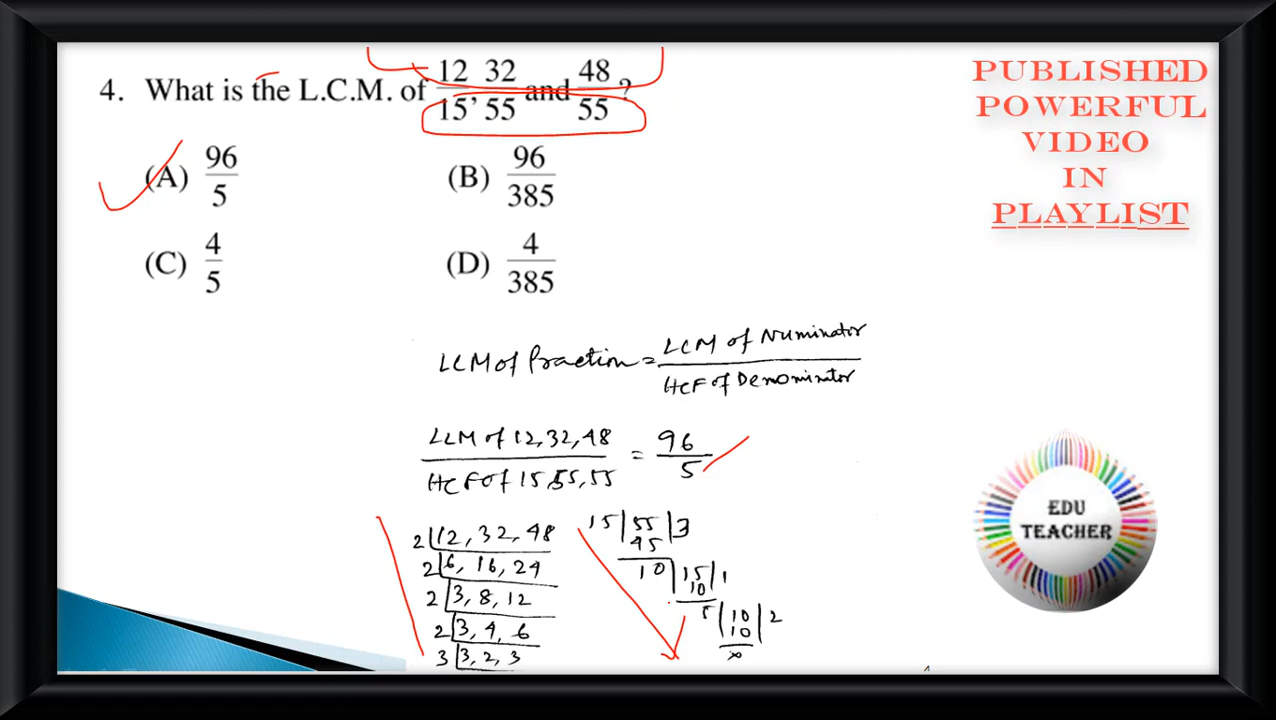 4. What is the L.C.M. of 12/15, 32/55 and 48/55 ?
(A) 96/5
(B) 96/385
(C) 4/5
(D) 4/385
LCM of fraction = LCM of Numinator / HCF of Denominator
LCM of 12, 32, 48 / HCF of 15, 55, 55 = 96/5
2 | 12, 32, 48
2 | 6, 16, 24
2 | 3, 8, 12
2 | 3, 4, 6
3 | 3, 2, 3
15 | 55 | 3
45
10 | 15 | 1
10
5 | 10 | 2
10
PUBLISHED
POWERFUL
VIDEO
IN
PLAYLIST
EDU
TEACHER